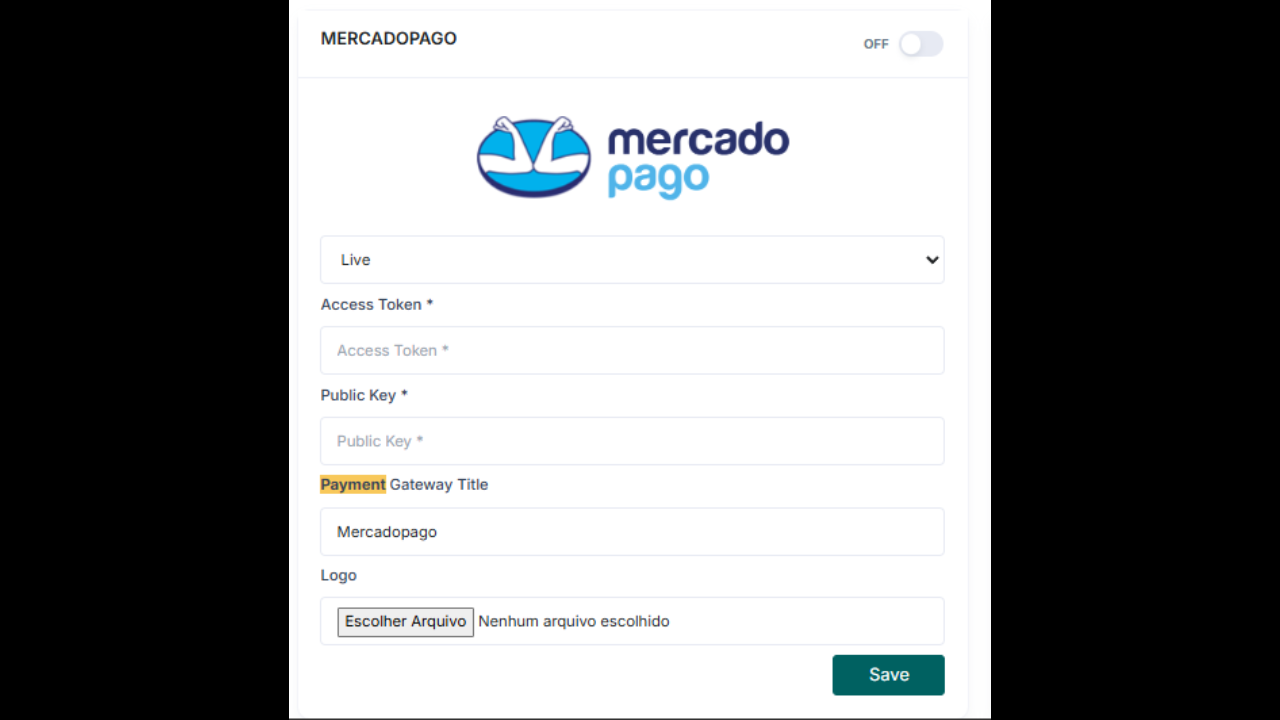 MERCADOPAGO
OFF
mercado
pago
Live
Access Token *
Access Token *
Public Key *
Public Key *
Payment Gateway Title
Mercadopago
Logo
Escolher Arquivo Nenhum arquivo escolhido
Save